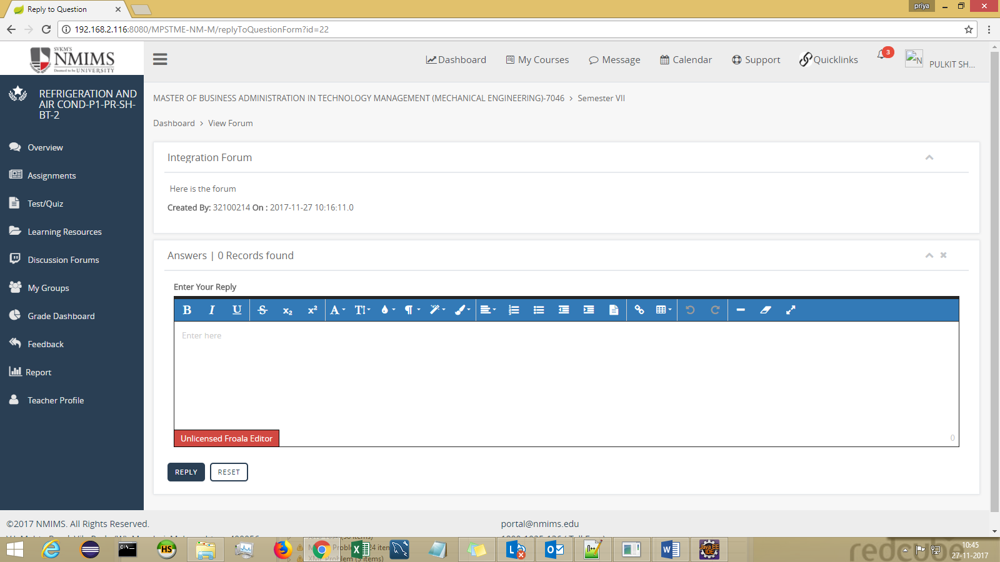 Reply to Question
priya
192.168.2.116:8080/MPSTME-NM-M/replyToQuestionForm?id=22
SVKM'S
NMIMS
Deemed to be UNIVERSITY
Dashboard
My Courses
Message
Calendar
Support
Quicklinks
3
N
PULKIT SH...
REFRIGERATION AND
AIR COND-P1-PR-SH-
BT-2
Overview
Assignments
Test/Quiz
Learning Resources
Discussion Forums
My Groups
Grade Dashboard
Feedback
Report
Teacher Profile
MASTER OF BUSINESS ADMINISTRATION IN TECHNOLOGY MANAGEMENT (MECHANICAL ENGINEERING)-7046 > Semester VII
Dashboard > View Forum
Integration Forum
Here is the forum
Created By: 32100214 On : 2017-11-27 10:16:11.0
Answers | 0 Records found
Enter Your Reply
Enter here
Unlicensed Froala Editor
0
REPLY
RESET
©2017 NMIMS. All Rights Reserved.
portal@nmims.edu
HS
Java EE
IDE
redcube
10:45
27-11-2017